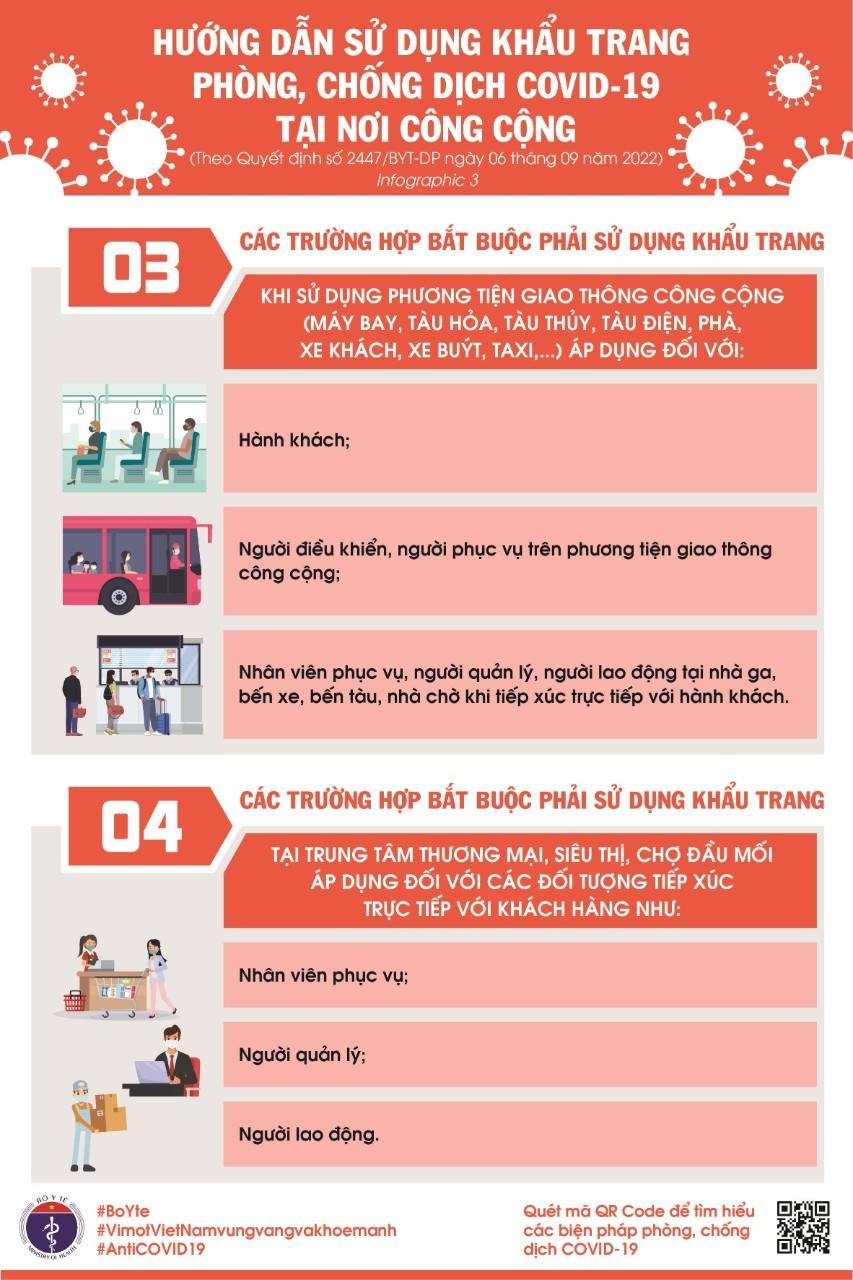 HƯỚNG DẪN SỬ DỤNG KHẨU TRANG
PHÒNG, CHỐNG DỊCH COVID-19
TẠI NƠI CÔNG CỘNG
(Theo Quyết định số 2447/BYT-DP ngày 06 tháng 09 năm 2022)
Infographic 3
03
CÁC TRƯỜNG HỢP BẮT BUỘC PHẢI SỬ DỤNG KHẨU TRANG
KHI SỬ DỤNG PHƯƠNG TIỆN GIAO THÔNG CÔNG CỘNG
(MÁY BAY, TÀU HỎA, TÀU THỦY, TÀU ĐIỆN, PHÀ,
XE KHÁCH, XE BUÝT, TAXI,...) ÁP DỤNG ĐỐI VỚI:
Hành khách;
Người điều khiển, người phục vụ trên phương tiện giao thông
công cộng;
Nhân viên phục vụ, người quản lý, người lao động tại nhà ga,
bến xe, bến tàu, nhà chờ khi tiếp xúc trực tiếp với hành khách.
04
CÁC TRƯỜNG HỢP BẮT BUỘC PHẢI SỬ DỤNG KHẨU TRANG
TẠI TRUNG TÂM THƯƠNG MẠI, SIÊU THỊ, CHỢ ĐẦU MỐI
ÁP DỤNG ĐỐI VỚI CÁC ĐỐI TƯỢNG TIẾP XÚC
TRỰC TIẾP VỚI KHÁCH HÀNG NHƯ:
Nhân viên phục vụ;
Người quản lý;
Người lao động.
BỘ Y TẾ
MINISTRY OF HEALTH
#BoYte
#VimotVietNamvungvangvakhoemanh
#AntiCOVID19
Quét mã QR Code để tìm hiểu
các biện pháp phòng, chống
dịch COVID-19